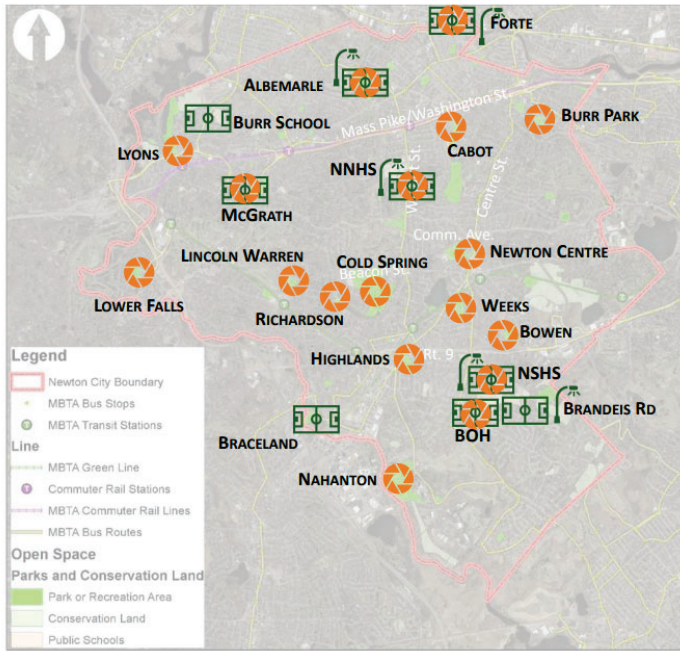 FORTE
ALBEMARLE
Mass Pike/Washington St.
BURR SCHOOL
BURR PARK
CABOT
LYONS
NNHS
Centre St.
MCGRATH
Comm. Ave.
NEWTON CENTRE
LINCOLN WARREN
COLD SPRING
Beacon St.
LOWER FALLS
RICHARDSON
WEEKS
BOWEN
HIGHLANDS
Rt. 9
NSHS
BRANDEIS RD
BOH
BRACELAND
NAHANTON
Legend
Newton City Boundary
MBTA Bus Stops
MBTA Transit Stations
Line
MBTA Green Line
Commuter Rail Stations
MBTA Commuter Rail Lines
MBTA Bus Routes
Open Space
Parks and Conservation Land
Park or Recreation Area
Conservation Land
Public Schools